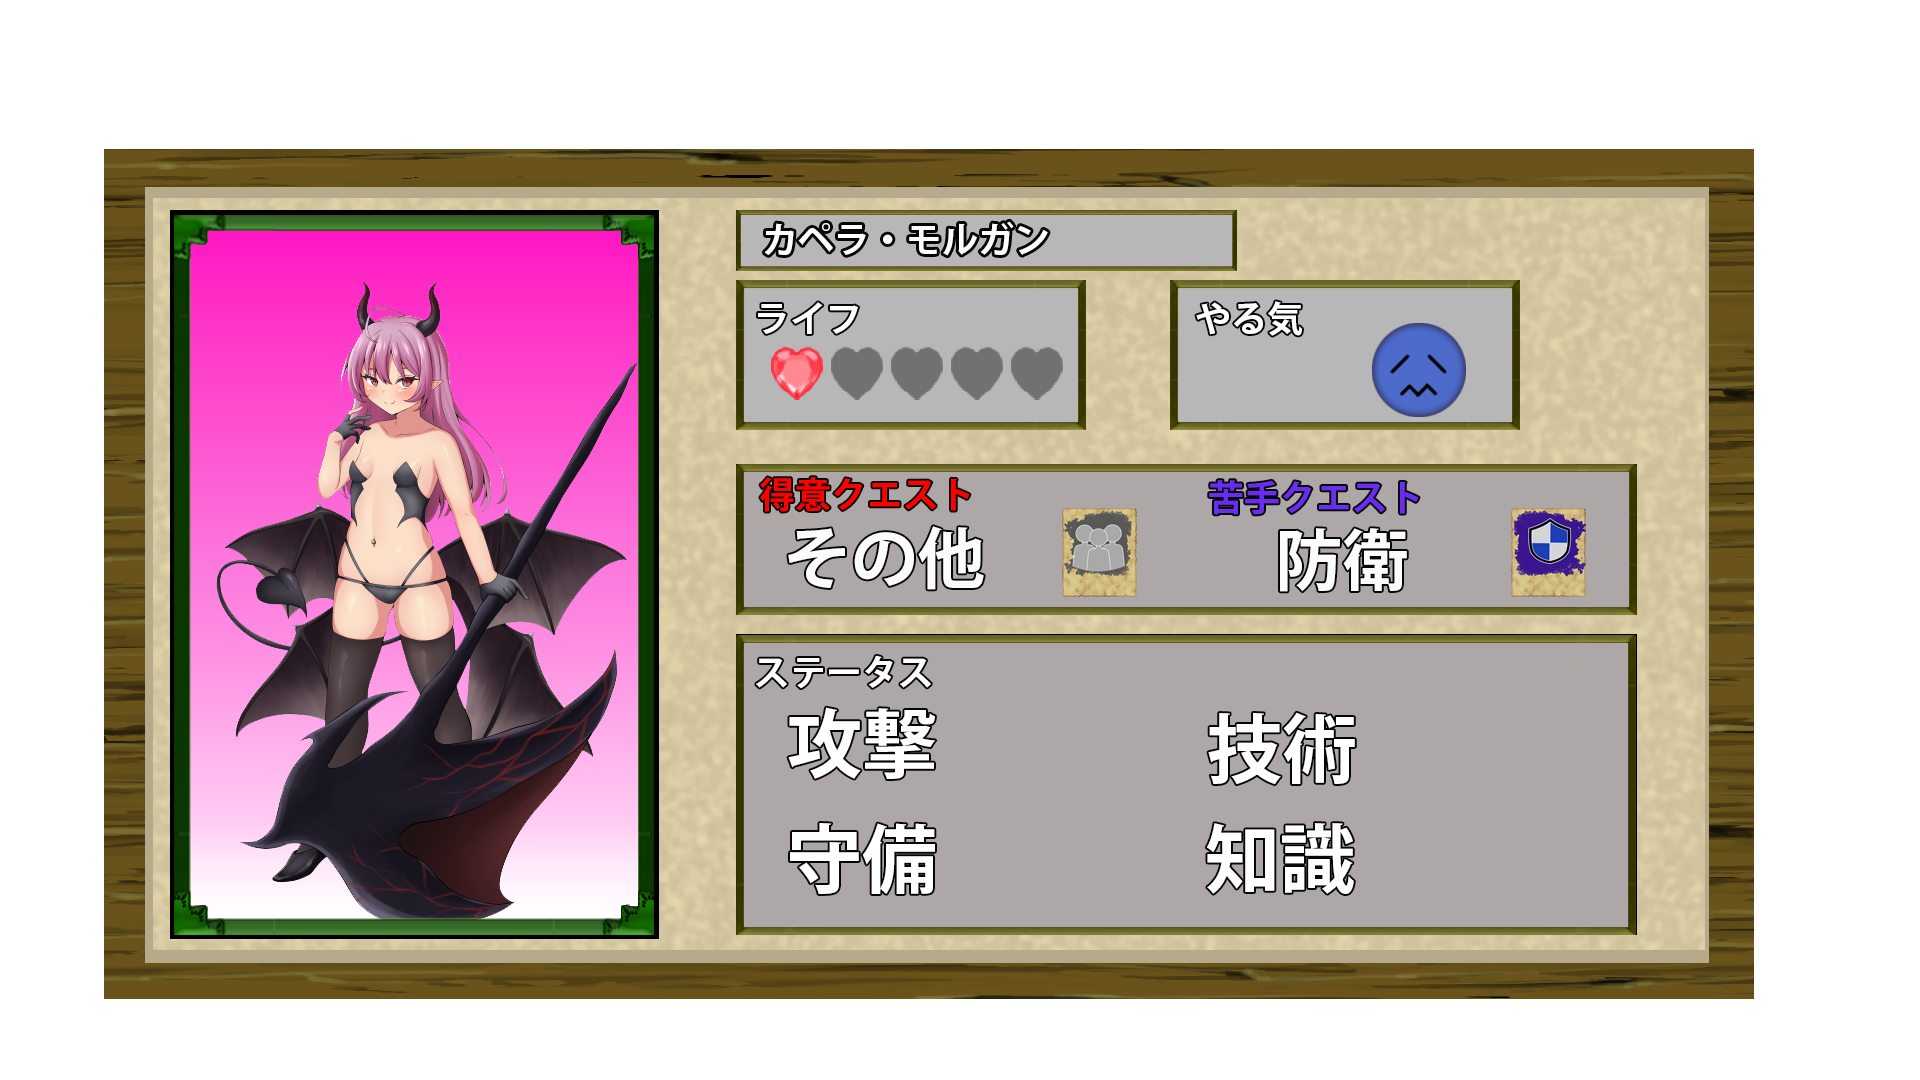 カペラ・モルガン
ライフ
やる気
得意クエスト
その他
苦手クエスト
防衛
ステータス
攻撃
技術
守備
知識